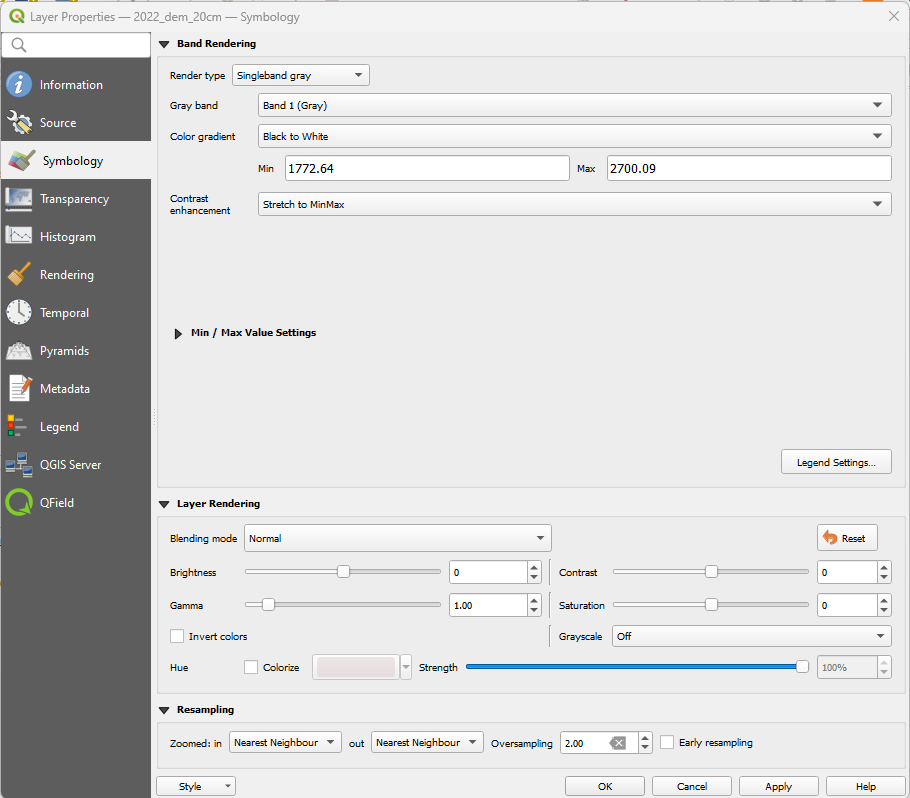 Layer Properties — 2022_dem_20cm — Symbology
Information
Source
Symbology
Transparency
Histogram
Rendering
Temporal
Pyramids
Metadata
Legend
QGIS Server
QField
Band Rendering
Render type Singleband gray
Gray band Band 1 (Gray)
Color gradient Black to White
Min 1772.64 Max 2700.09
Contrast
enhancement Stretch to MinMax
Min / Max Value Settings
Legend Settings...
Layer Rendering
Blending mode Normal Reset
Brightness 0 Contrast 0
Gamma 1.00 Saturation 0
Invert colors Grayscale Off
Hue Colorize Strength 100%
Resampling
Zoomed: in Nearest Neighbour out Nearest Neighbour Oversampling 2.00 Early resampling
Style OK Cancel Apply Help